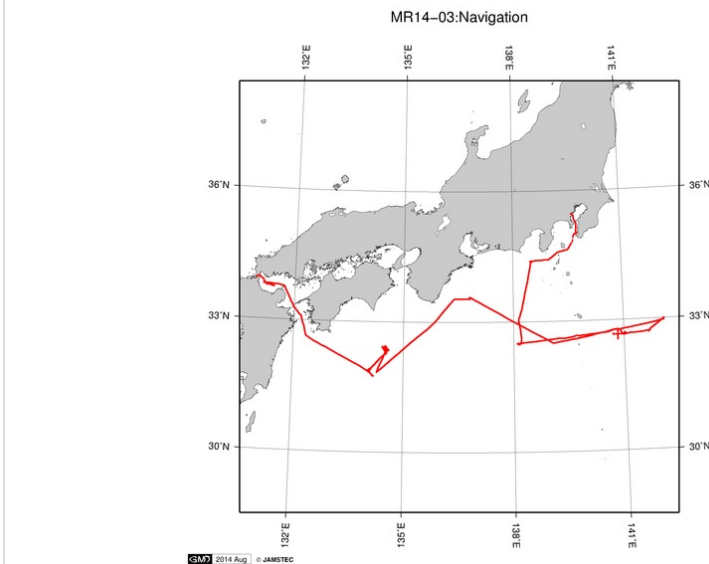 MR14−03:Navigation
132˚E 135˚E 138˚E 141˚E
36˚N 36˚N
33˚N 33˚N
30˚N 30˚N
132˚E 135˚E 138˚E 141˚E
GMD 2014 Aug © JAMSTEC